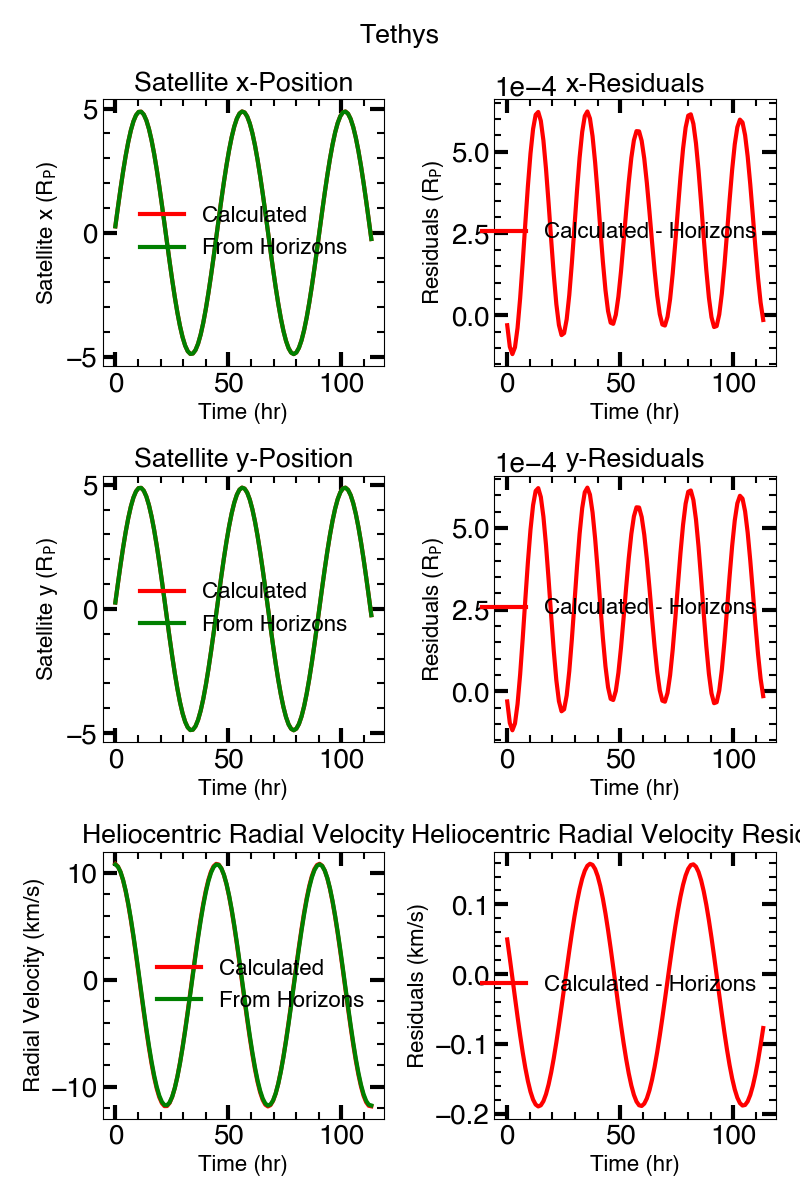 Tethys
Satellite x-Position
5
0
−5
0 50 100
Time (hr)
Satellite x (Rp)
Calculated
From Horizons
1e−4 x-Residuals
5.0
2.5
0.0
0 50 100
Time (hr)
Residuals (Rp)
Calculated - Horizons
Satellite y-Position
5
0
−5
0 50 100
Time (hr)
Satellite y (Rp)
Calculated
From Horizons
1e−4 y-Residuals
5.0
2.5
0.0
0 50 100
Time (hr)
Residuals (Rp)
Calculated - Horizons
Heliocentric Radial Velocity
10
0
−10
0 50 100
Time (hr)
Radial Velocity (km/s)
Calculated
From Horizons
Heliocentric Radial Velocity Resid
0.1
0.0
−0.1
−0.2
0 50 100
Time (hr)
Residuals (km/s)
Calculated - Horizons